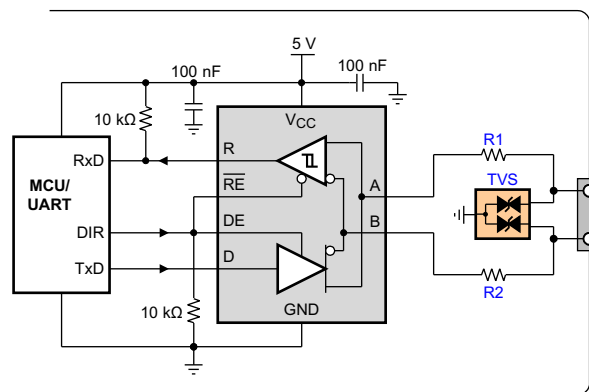 5 V
100 nF
100 nF
10 kΩ
VCC
R1
RxD
R
MCU/
UART
RE
A
TVS
B
DIR
DE
TxD
D
R2
10 kΩ
GND